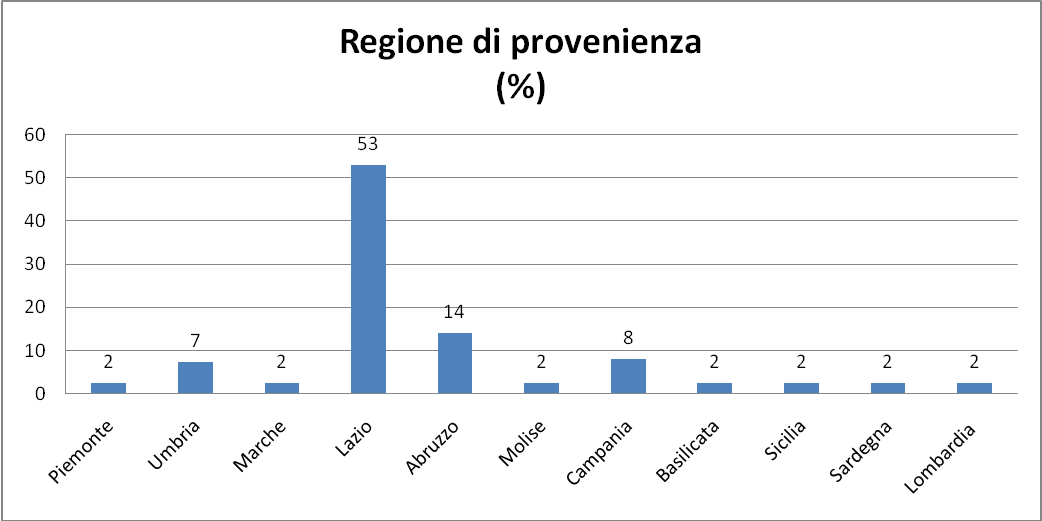 Regione di provenienza
(%)
60
50
40
30
20
10
0
2
7
2
53
14
2
8
2
2
2
2
Piemonte
Umbria
Marche
Lazio
Abruzzo
Molise
Campania
Basilicata
Sicilia
Sardegna
Lombardia